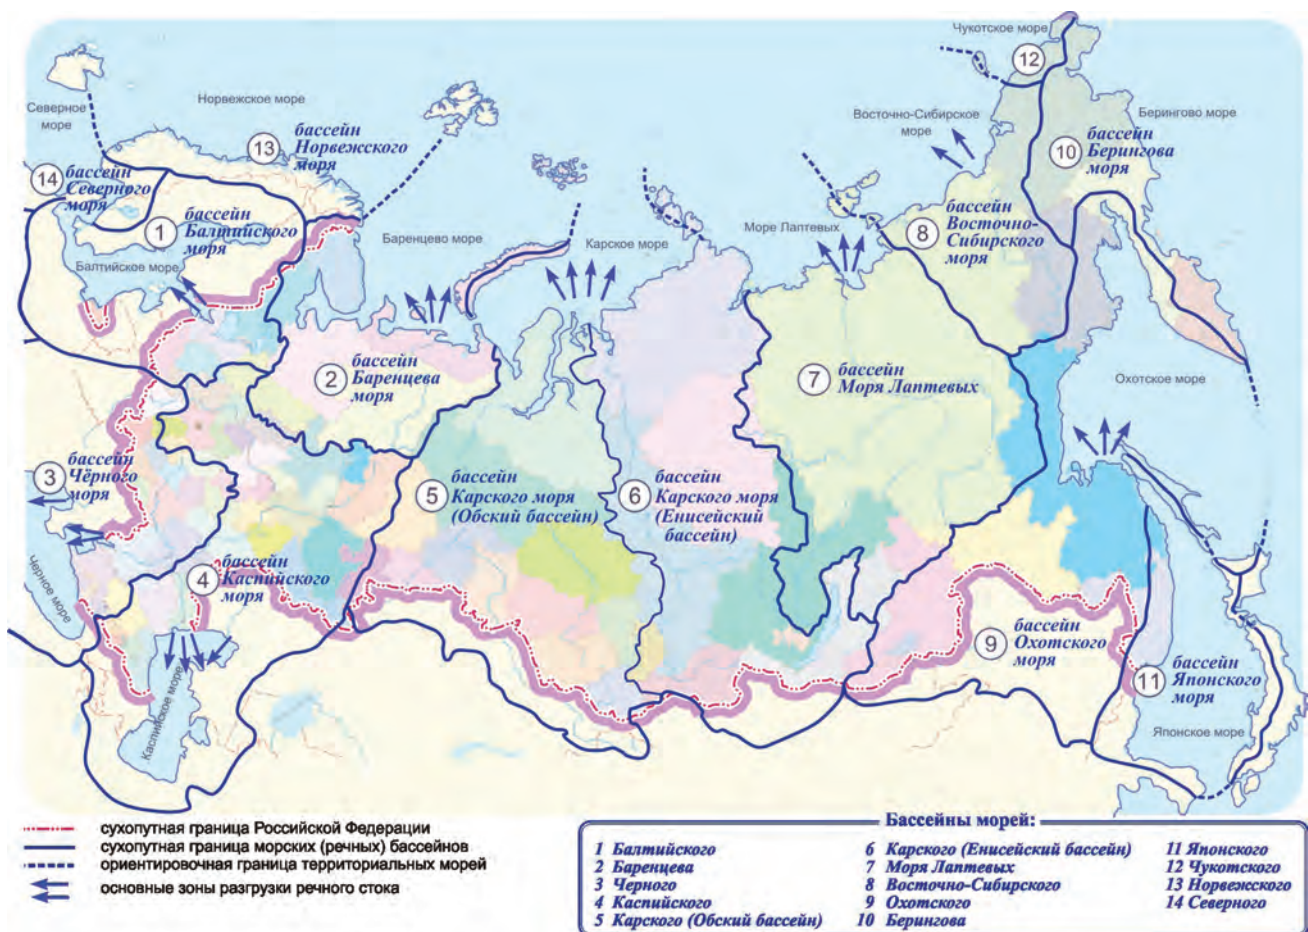 Чукотское море
12
Северное
море
Норвежское море
13
бассейн
Норвежского
моря
Восточно-Сибирское
море
Берингово море
10
бассейн
Берингова
моря
14
бассейн
Северного
моря
1
бассейн
Балтийского
моря
Балтийское море
Баренцево море
Карское море
Море Лаптевых
8
бассейн
Восточно-
Сибирского
моря
2
бассейн
Баренцева
моря
7
бассейн
Моря Лаптевых
Охотское море
3
бассейн
Чёрного
моря
5
бассейн
Карского моря
(Обский бассейн)
6
бассейн
Карского моря
(Енисейский
бассейн)
4
бассейн
Каспийского
моря
Черное море
Каспийское море
9
бассейн
Охотского
моря
11
бассейн
Японского
моря
Японское море
сухопутная граница Российской Федерации
сухопутная граница морских (речных) бассейнов
ориентировочная граница территориальных морей
основные зоны разгрузки речного стока
Бассейны морей:
1 Балтийского
2 Баренцева
3 Черного
4 Каспийского
5 Карского (Обский бассейн)
6 Карского (Енисейский бассейн)
7 Моря Лаптевых
8 Восточно-Сибирского
9 Охотского
10 Берингова
11 Японского
12 Чукотского
13 Норвежского
14 Северного